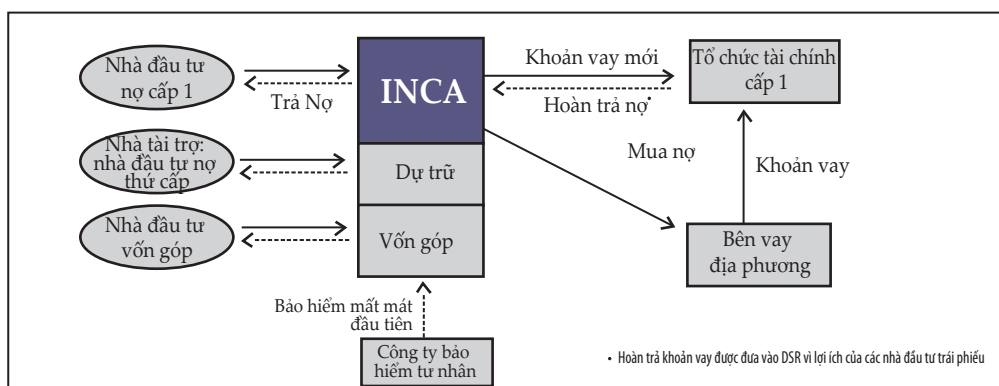 Nhà đầu tư
nợ cấp 1
Trả Nợ
INCA
Khoản vay mới
Hoàn trả nợ•
Tổ chức tài chính
cấp 1
Nhà tài trợ:
nhà đầu tư nợ
thứ cấp
Dự trữ
Mua nợ
Khoản vay
Nhà đầu tư
vốn góp
Vốn góp
Bên vay
địa phương
Bảo hiểm mất mát
đầu tiên
Công ty bảo
hiểm tư nhân
• Hoàn trả khoản vay được đưa vào DSR vì lợi ích của các nhà đầu tư trái phiếu